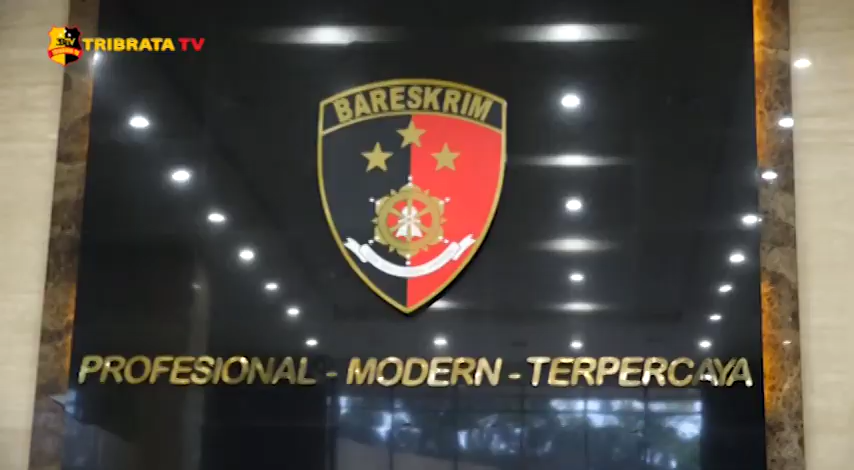 TRIBRATA TV
BARESKRIM
PROFESIONAL - MODERN - TERPERCAYA